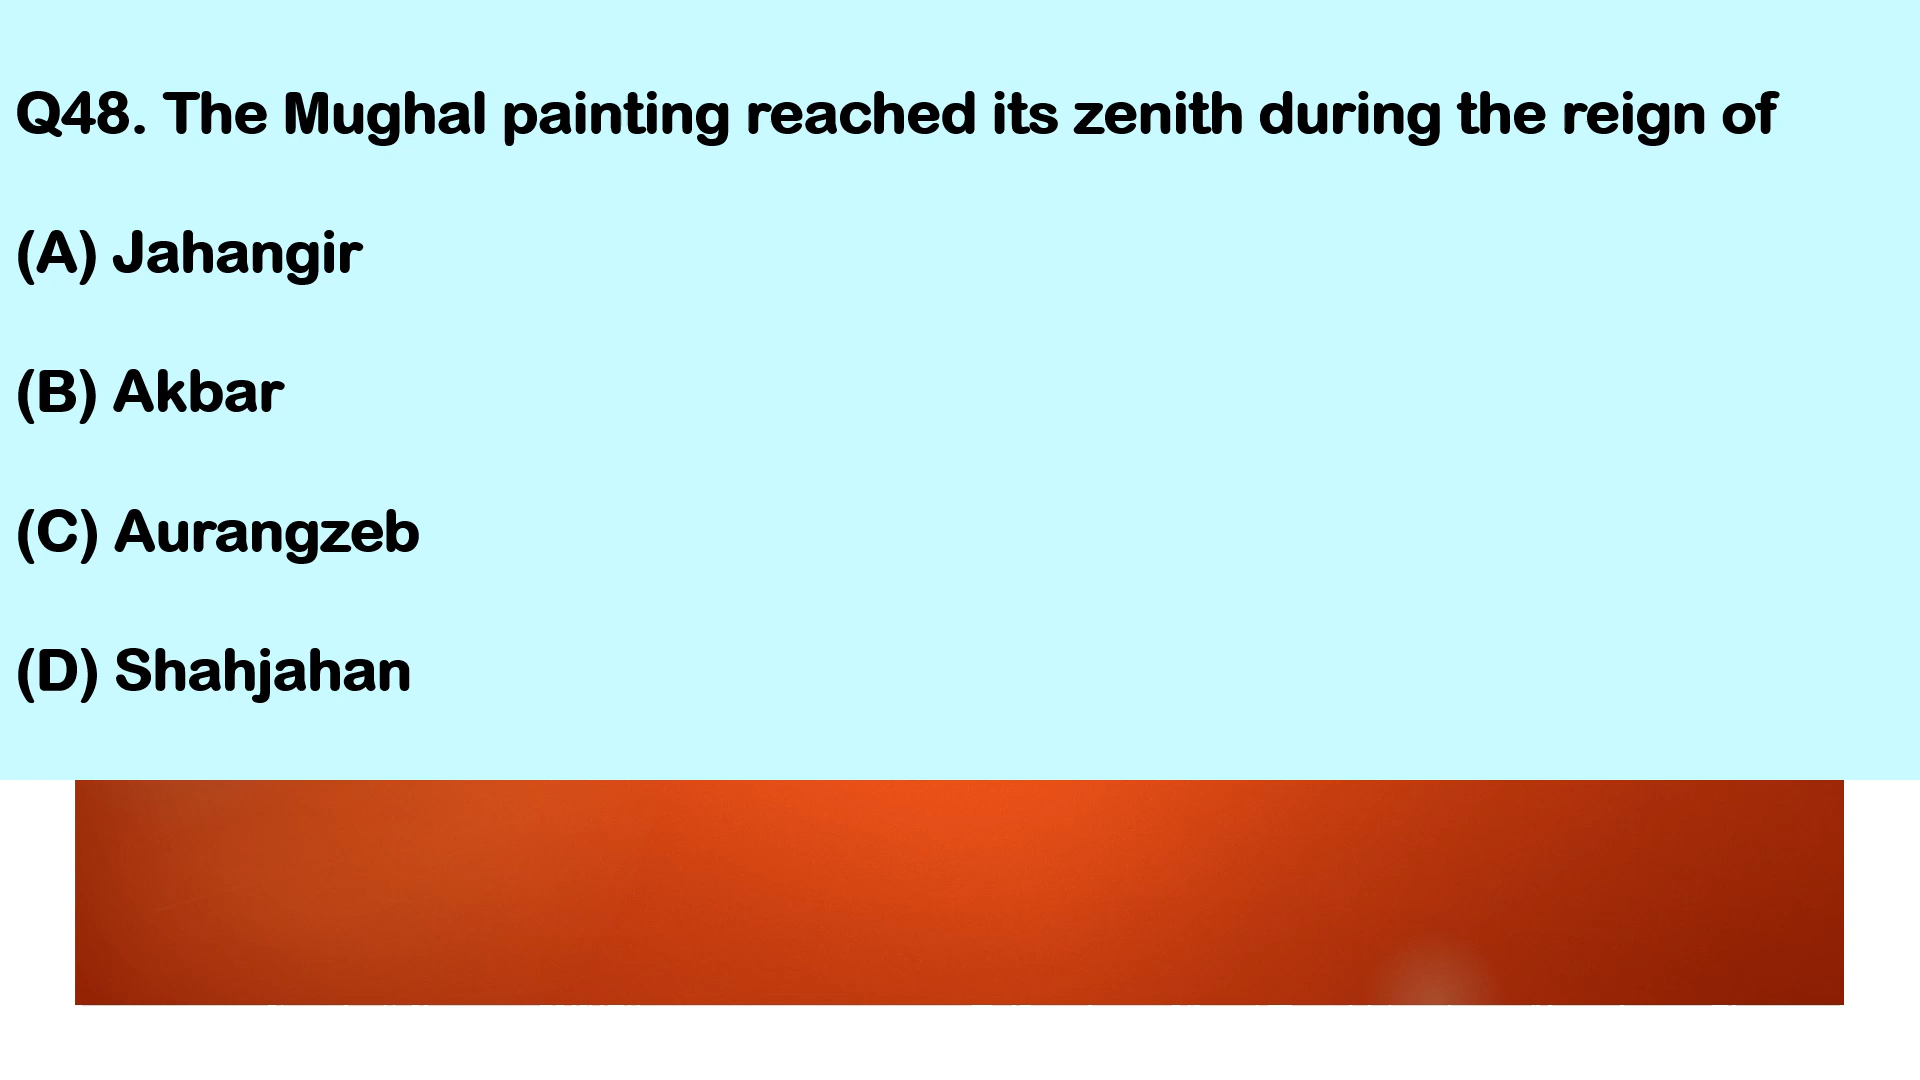 Q48. The Mughal painting reached its zenith during the reign of
(A) Jahangir
(B) Akbar
(C) Aurangzeb
(D) Shahjahan